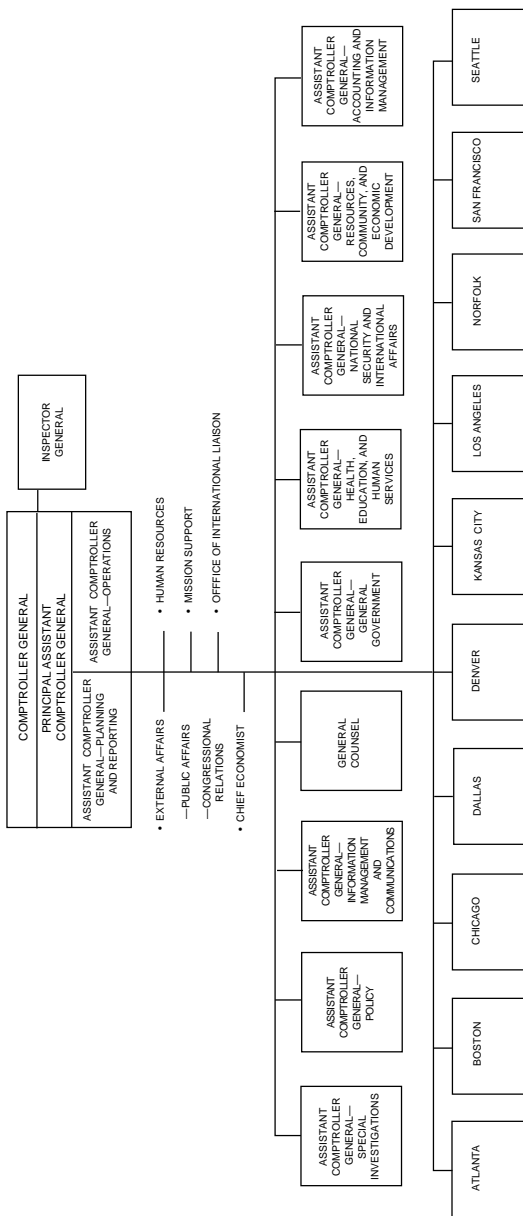 COMPTROLLER GENERAL
PRINCIPAL ASSISTANT
COMPTROLLER GENERAL
ASSISTANT COMPTROLLER
GENERAL—PLANNING
AND REPORTING
ASSISTANT COMPTROLLER
GENERAL—OPERATIONS
INSPECTOR
GENERAL
• EXTERNAL AFFAIRS
—PUBLIC AFFAIRS
—CONGRESSIONAL
RELATIONS
• CHIEF ECONOMIST
• HUMAN RESOURCES
• MISSION SUPPORT
• OFFFICE OF INTERNATIONAL LIAISON
ASSISTANT
COMPTROLLER
GENERAL—
SPECIAL
INVESTIGATIONS
ASSISTANT
COMPTROLLER
GENERAL—
POLICY
ASSISTANT
COMPTROLLER
GENERAL—
INFORMATION
MANAGEMENT
AND
COMMUNICATIONS
GENERAL
COUNSEL
ASSISTANT
COMPTROLLER
GENERAL—
GENERAL
GOVERNMENT
ASSISTANT
COMPTROLLER
GENERAL—
HEALTH,
EDUCATION, AND
HUMAN
SERVICES
ASSISTANT
COMPTROLLER
GENERAL—
NATIONAL
SECURITY AND
INTERNATIONAL
AFFAIRS
ASSISTANT
COMPTROLLER
GENERAL—
RESOURCES,
COMMUNITY, AND
ECONOMIC
DEVELOPMENT
ASSISTANT
COMPTROLLER
GENERAL—
ACCOUNTING AND
INFORMATION
MANAGEMENT
ATLANTA
BOSTON
CHICAGO
DALLAS
DENVER
KANSAS CITY
LOS ANGELES
NORFOLK
SAN FRANCISCO
SEATTLE